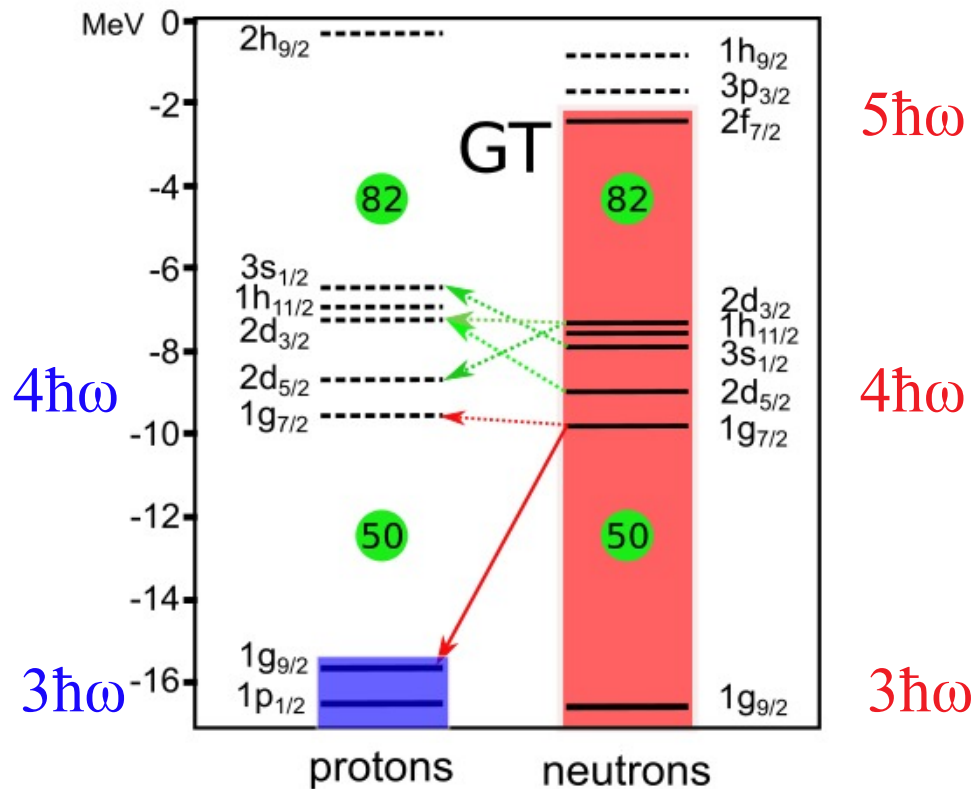 MeV 0
-2
-4
-6
-8
-10
-12
-14
-16
2h9/2
3s1/2
1h11/2
2d3/2
2d5/2
1g7/2
1g9/2
1p1/2
82
50
GT
82
50
1h9/2
3p3/2
2f7/2
2d3/2
1h11/2
3s1/2
2d5/2
1g7/2
1g9/2
4ħω
3ħω
5ħω
4ħω
3ħω
protons
neutrons